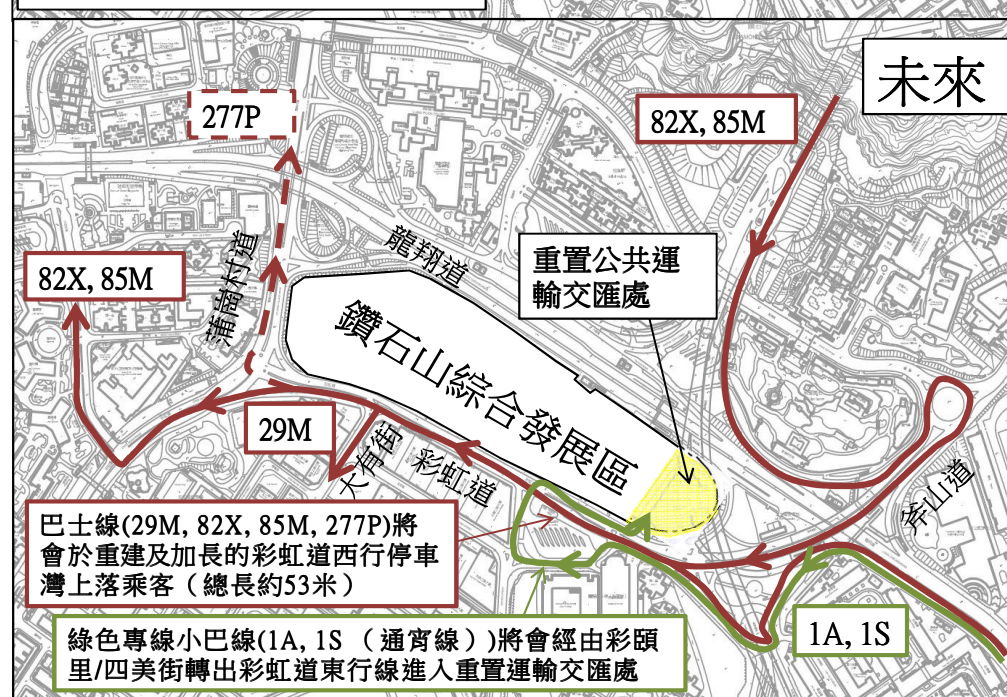 未來
277P
82X, 85M
龍翔道
重置公共運
輸交匯處
蒲崗村道
82X, 85M
鑽石山綜合發展區
29M
大有街
彩虹道
斧山道
巴士線(29M, 82X, 85M, 277P)將
會於重建及加長的彩虹道西行停車
灣上落乘客（總長約53米）
1A, 1S
綠色專線小巴線(1A, 1S （通宵線）)將會經由彩頤
里/四美街轉出彩虹道東行線進入重置運輸交匯處